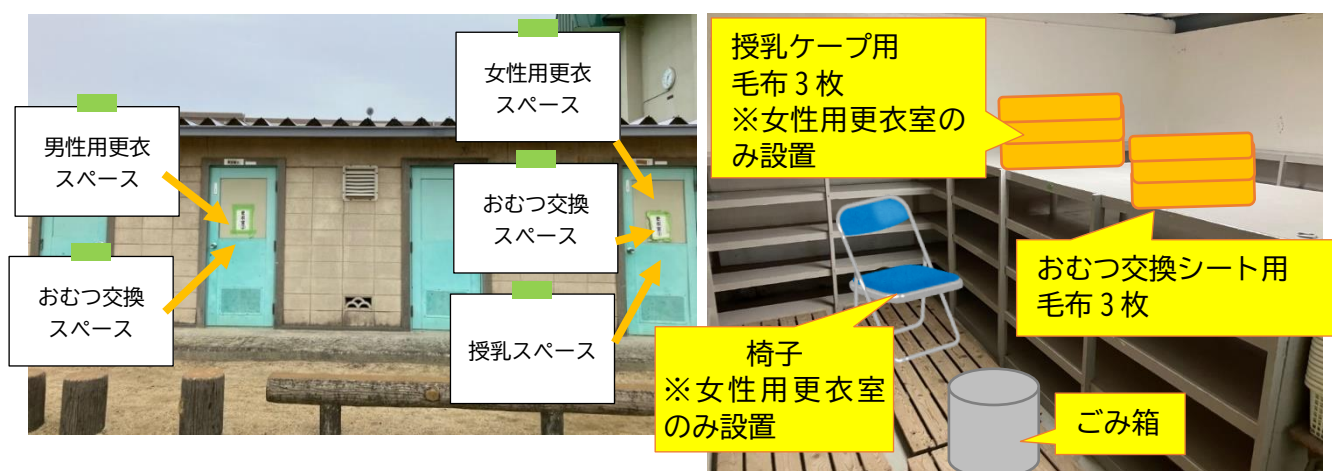 女性用更衣
スペース
男性用更衣
スペース
おむつ交換
スペース
おむつ交換
スペース
授乳スペース
授乳ケープ用
毛布3枚
※女性用更衣室の
み設置
おむつ交換シート用
毛布3枚
椅子
※女性用更衣室
のみ設置
ごみ箱